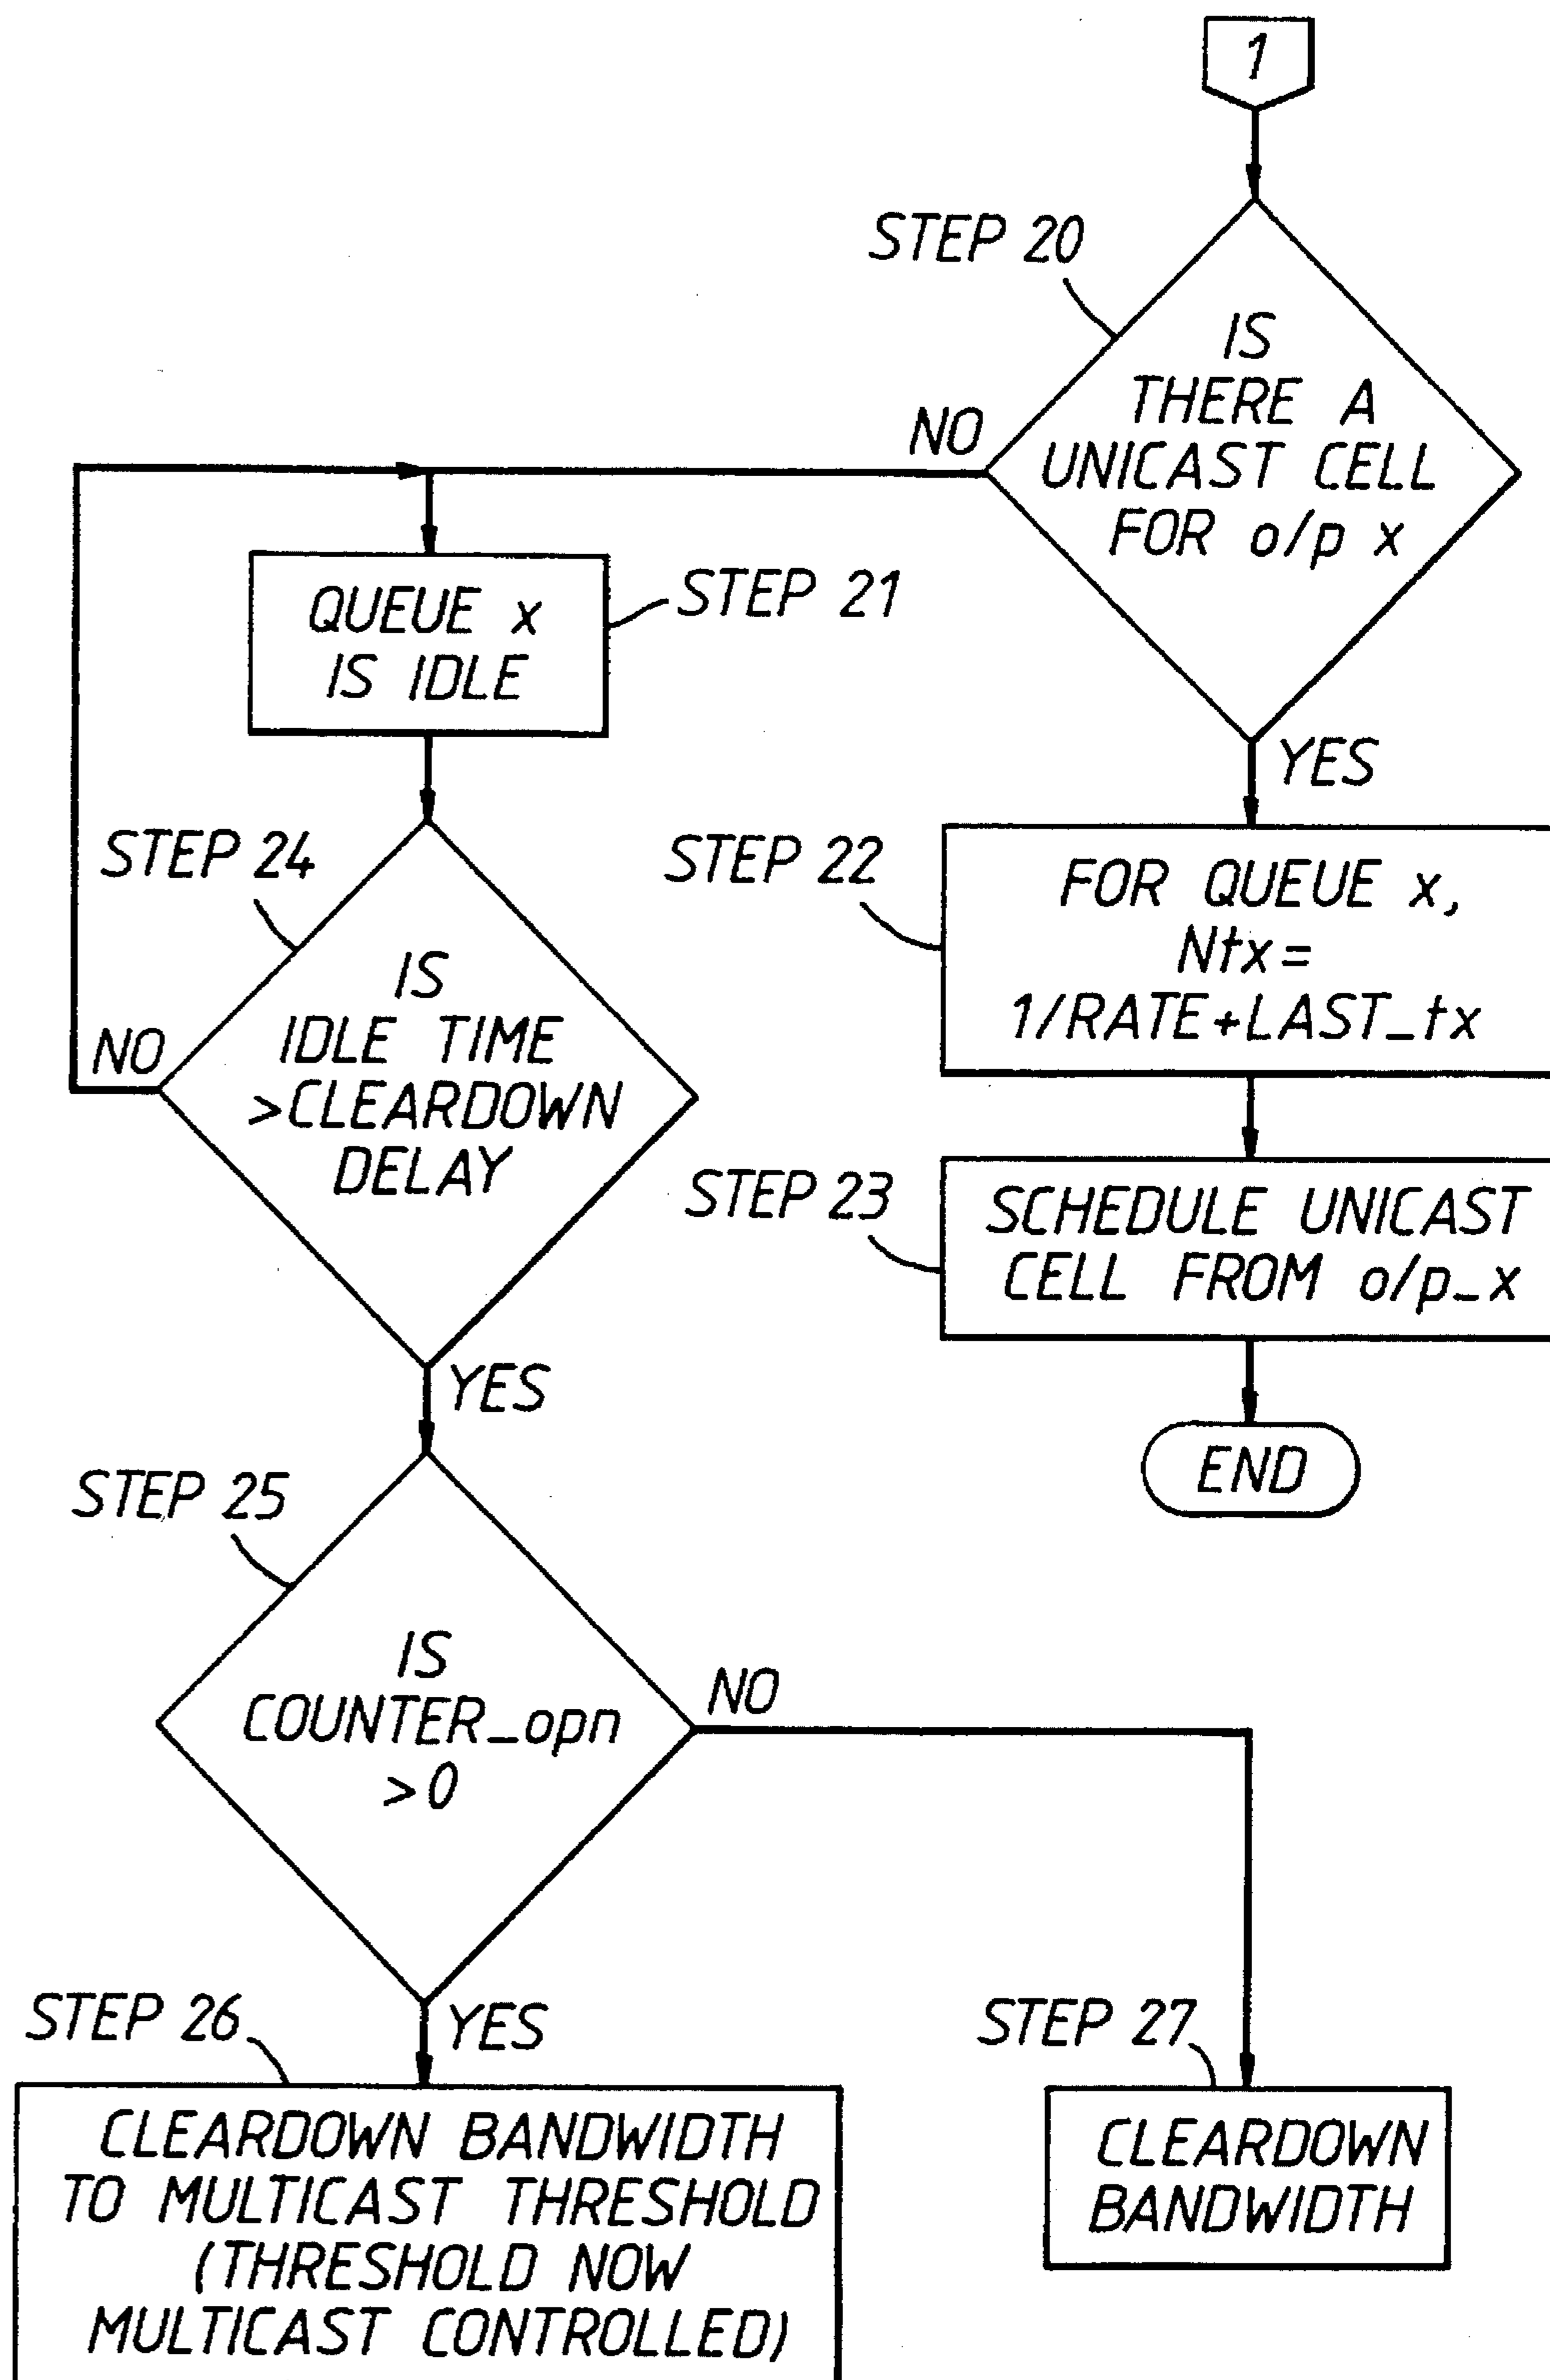 1
STEP 20
IS
THERE A
UNICAST CELL
FOR o/p x
NO
YES
QUEUE x
IS IDLE
STEP 21
STEP 22
FOR QUEUE x,
Ntx=
1/RATE+LAST_tx
STEP 23
SCHEDULE UNICAST
CELL FROM o/p_x
END
STEP 24
IS
IDLE TIME
>CLEARDOWN
DELAY
NO
YES
STEP 25
IS
COUNTER_opn
>0
NO
YES
STEP 26
CLEARDOWN BANDWIDTH
TO MULTICAST THRESHOLD
(THRESHOLD NOW
MULTICAST CONTROLLED)
STEP 27
CLEARDOWN
BANDWIDTH